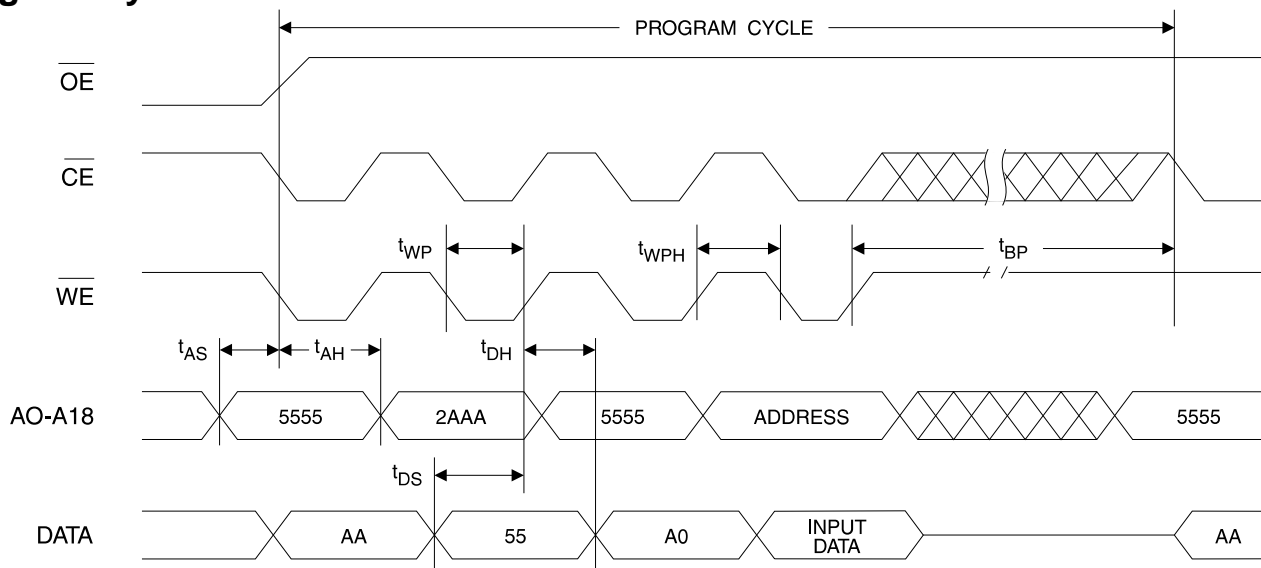 PROGRAM CYCLE
OE
CE
tWP
tWPH
tBP
WE
tAS
tAH
tDH
AO-A18
5555
2AAA
5555
ADDRESS
5555
tDS
DATA
AA
55
A0
INPUT
DATA
AA